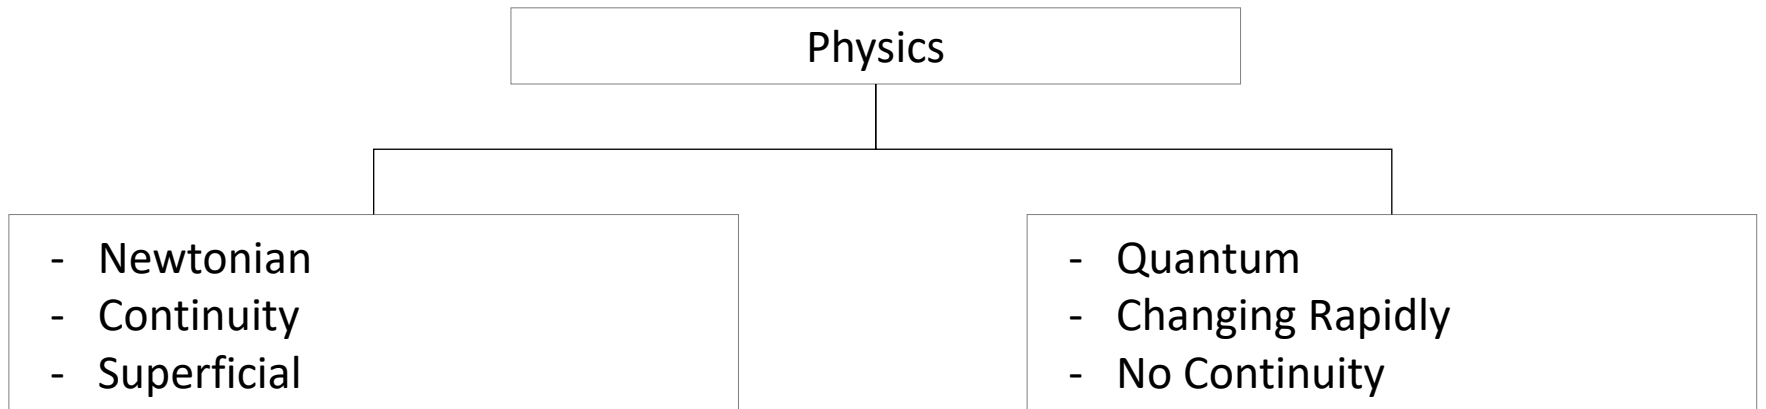 Physics
- Newtonian
- Continuity
- Superficial
- Quantum
- Changing Rapidly
- No Continuity